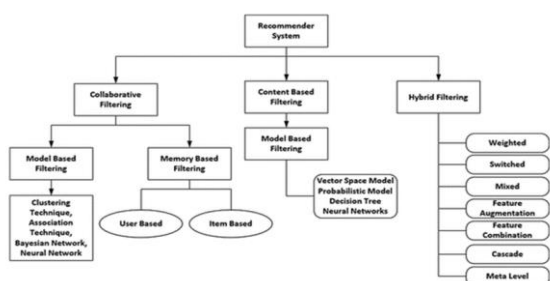 Recommender
System
Collaborative
Filtering
Content Based
Filtering
Hybrid Filtering
Model Based
Filtering
Memory Based
Filtering
Model Based
Filtering
Clustering
Technique,
Association
Technique,
Bayesian Network,
Neural Network
User Based
Item Based
Vector Space Model
Probabilistic Model
Decision Tree
Neural Networks
Weighted
Switched
Mixed
Feature
Augmentation
Feature
Combination
Cascade
Meta Level